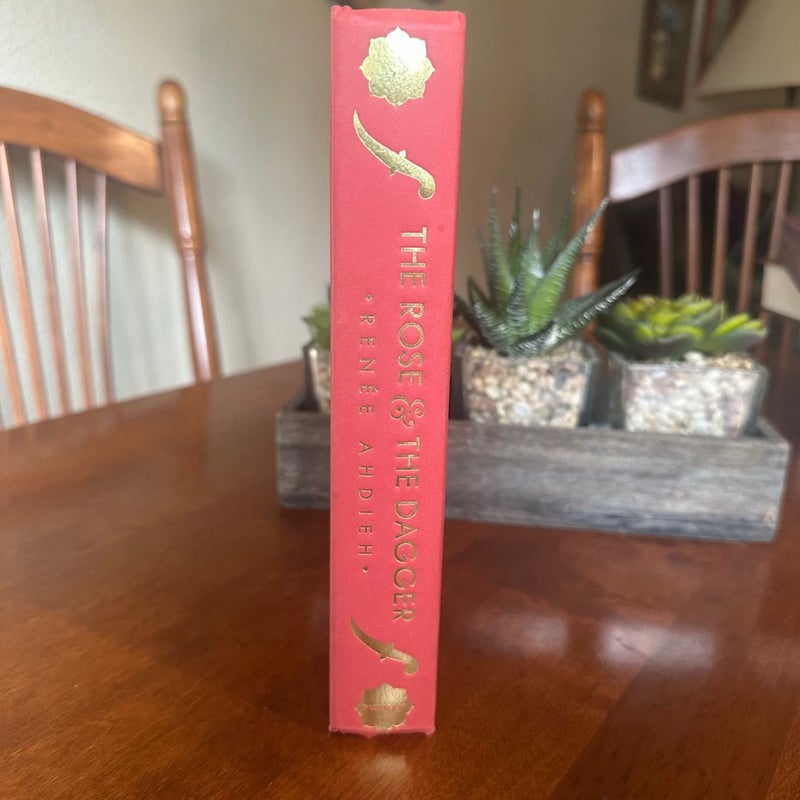 THE ROSE & THE DAGGER
• RENÉE AHDIEH •